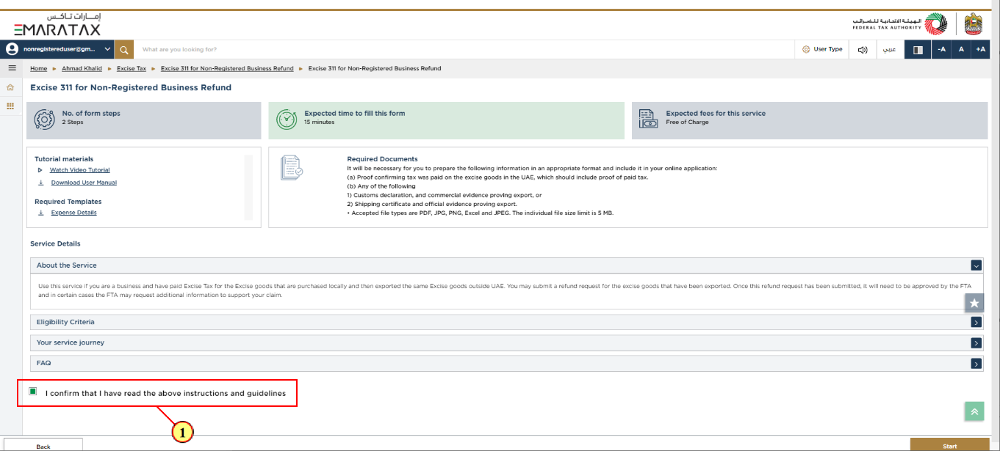 إمـــارات تـاكـــس
EMARATAX
الهيئة الاتحادية للضرائب
FEDERAL TAX AUTHORITY
nonregistereduser@gm...
What are you looking for?
User Type
عربي
-A
A
+A
Home ▸ Ahmad Khalid ▸ Excise Tax ▸ Excise 311 for Non-Registered Business Refund ▸ Excise 311 for Non-Registered Business Refund
Excise 311 for Non-Registered Business Refund
No. of form steps
2 Steps
Expected time to fill this form
15 minutes
Expected fees for this service
Free of Charge
Tutorial materials
Watch Video Tutorial
Download User Manual
Required Templates
Expense Details
Required Documents
It will be necessary for you to prepare the following information in an appropriate format and include it in your online application:
(a) Proof confirming tax was paid on the excise goods in the UAE, which should include proof of paid tax.
(b) Any of the following
1) Customs declaration, and commercial evidence proving export, or
2) Shipping certificate and official evidence proving export.
• Accepted file types are PDF, JPG, PNG, Excel and JPEG. The individual file size limit is 5 MB.
Service Details
About the Service
Use this service if you are a business and have paid Excise Tax for the Excise goods that are purchased locally and then exported the same Excise goods outside UAE. You may submit a refund request for the excise goods that have been exported. Once this refund request has been submitted, it will need to be approved by the FTA
and in certain cases the FTA may request additional information to support your claim.
Eligibility Criteria
Your service journey
FAQ
I confirm that I have read the above instructions and guidelines
1
Back
Start